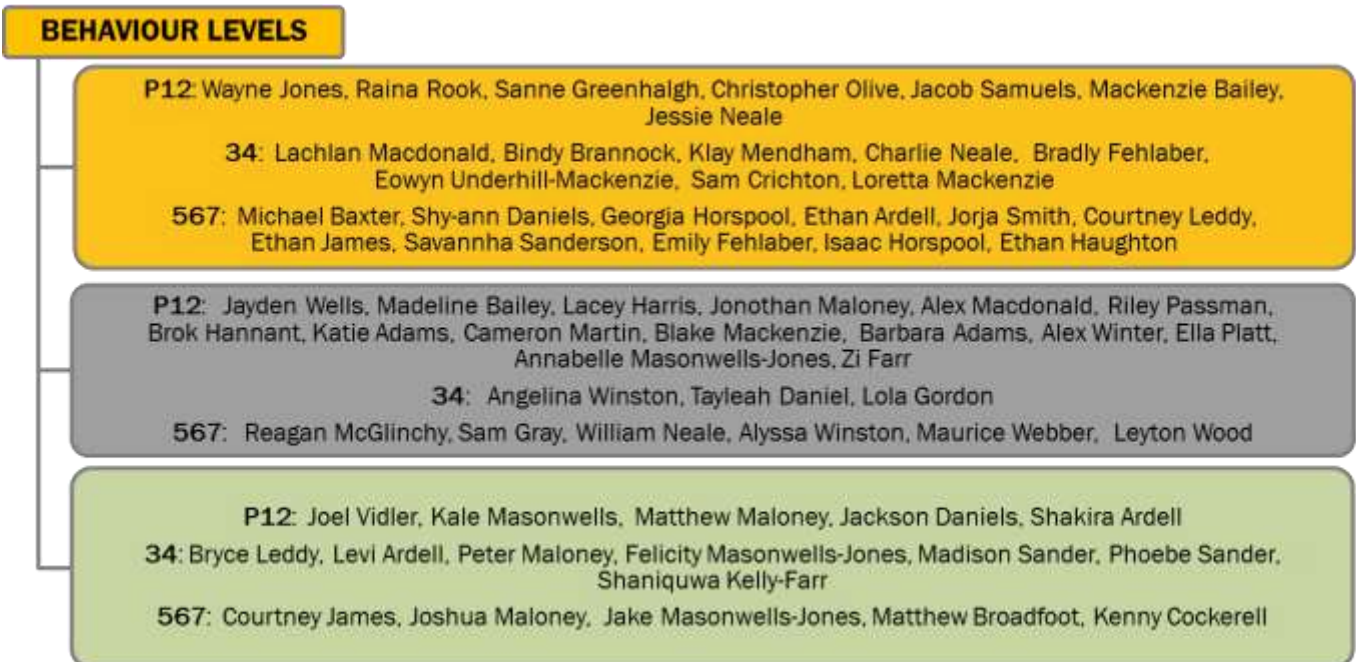 BEHAVIOUR LEVELS
P12: Wayne Jones, Raina Rook, Sanne Greenhalgh, Christopher Olive, Jacob Samuels, Mackenzie Bailey,
Jessie Neale
34: Lachlan Macdonald, Bindy Brannock, Klay Mendham, Charlie Neale, Bradly Fehlaber,
Eowyn Underhill-Mackenzie, Sam Crichton, Loretta Mackenzie
567: Michael Baxter, Shy-ann Daniels, Georgia Horspool, Ethan Ardell, Jorja Smith, Courtney Leddy,
Ethan James, Savannha Sanderson, Emily Fehlaber, Isaac Horspool, Ethan Haughton
P12: Jayden Wells, Madeline Bailey, Lacey Harris, Jonothan Maloney, Alex Macdonald, Riley Passman,
Brok Hannant, Katie Adams, Cameron Martin, Blake Mackenzie, Barbara Adams, Alex Winter, Ella Platt,
Annabelle Masonwells-Jones, Zi Farr
34: Angelina Winston, Tayleah Daniel, Lola Gordon
567: Reagan McGlinchy, Sam Gray, William Neale, Alyssa Winston, Maurice Webber, Leyton Wood
P12: Joel Vidler, Kale Masonwells, Matthew Maloney, Jackson Daniels, Shakira Ardell
34: Bryce Leddy, Levi Ardell, Peter Maloney, Felicity Masonwells-Jones, Madison Sander, Phoebe Sander,
Shaniquwa Kelly-Farr
567: Courtney James, Joshua Maloney, Jake Masonwells-Jones, Matthew Broadfoot, Kenny Cockerell